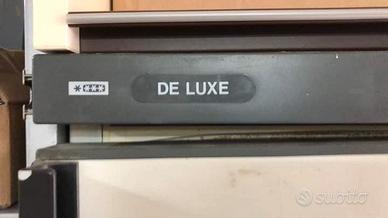 * **** DE LUXE
subito